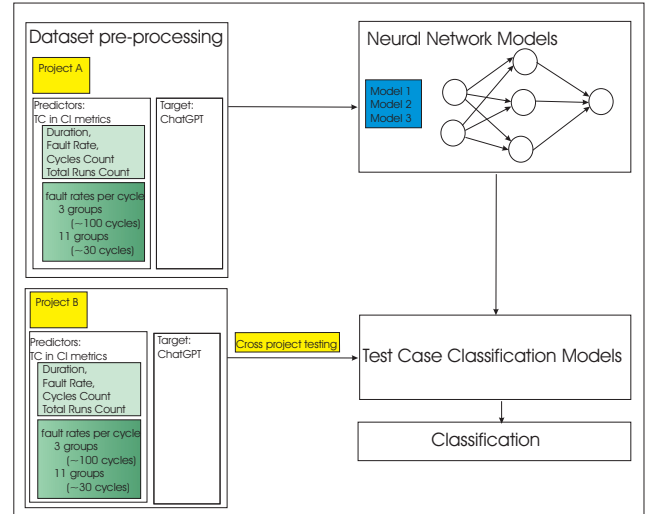 Dataset pre-processing
Project A
Predictors:
TC in CI metrics
Duration,
Fault Rate,
Cycles Count
Total Runs Count
fault rates per cycle
3 groups
(~100 cycles)
11 groups
(~30 cycles)
Target:
ChatGPT
Neural Network Models
Model 1
Model 2
Model 3
Project B
Predictors:
TC in CI metrics
Duration,
Fault Rate,
Cycles Count
Total Runs Count
fault rates per cycle
3 groups
(~100 cycles)
11 groups
(~30 cycles)
Target:
ChatGPT
Cross project testing
Test Case Classification Models
Classification